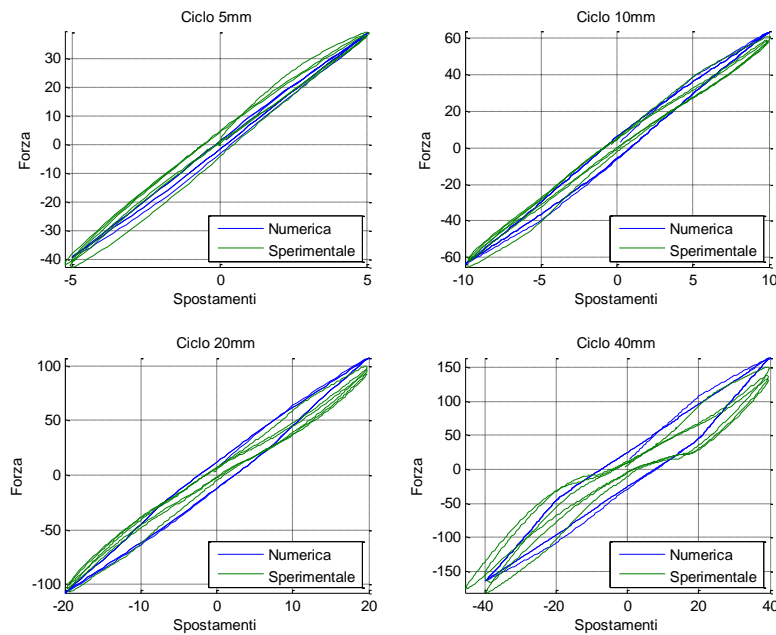 Ciclo 5mm
Forza
30
20
10
0
-10
-20
-30
-40
-5
0
5
Spostamenti
Numerica
Sperimentale
Ciclo 10mm
Forza
60
40
20
0
-20
-40
-60
-10
-5
0
5
10
Spostamenti
Numerica
Sperimentale
Ciclo 20mm
Forza
100
50
0
-50
-100
-20
-10
0
10
20
Spostamenti
Numerica
Sperimentale
Ciclo 40mm
Forza
150
100
50
0
-50
-100
-150
-40
-20
0
20
40
Spostamenti
Numerica
Sperimentale